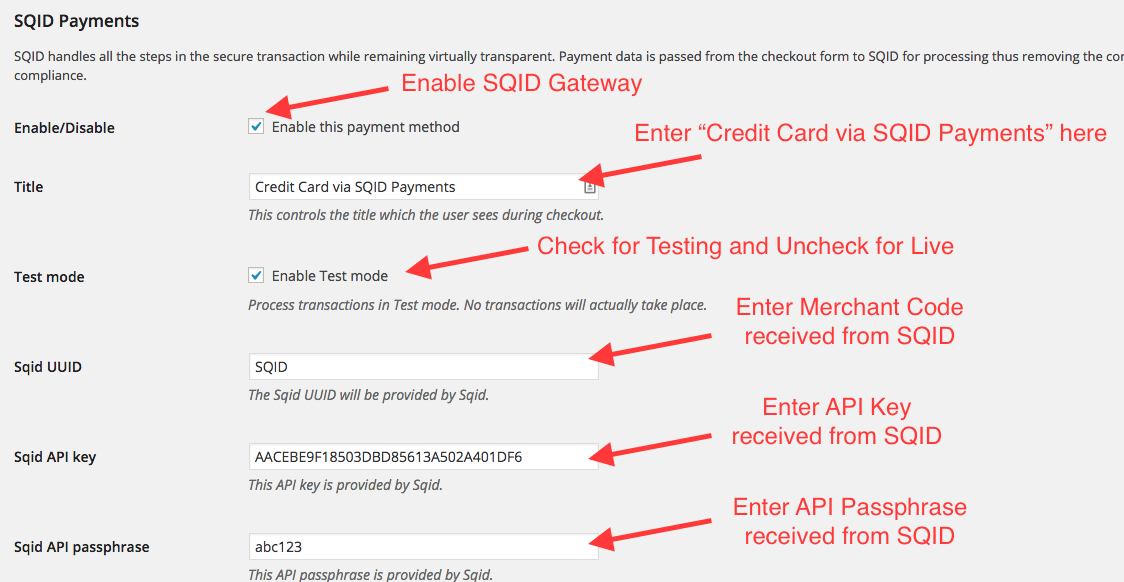 SQID Payments
SQID handles all the steps in the secure transaction while remaining virtually transparent. Payment data is passed from the checkout form to SQID for processing thus removing the
compliance.
Enable SQID Gateway
Enable/Disable
Enable this payment method
Enter “Credit Card via SQID Payments” here
Title
Credit Card via SQID Payments
This controls the title which the user sees during checkout.
Check for Testing and Uncheck for Live
Test mode
Enable Test mode
Process transactions in Test mode. No transactions will actually take place.
Enter Merchant Code
received from SQID
Sqid UUID
SQID
The Sqid UUID will be provided by Sqid.
Enter API Key
received from SQID
Sqid API key
AACEBE9F18503DBD85613A502A401DF6
This API key is provided by Sqid.
Enter API Passphrase
received from SQID
Sqid API passphrase
abc123
This API passphrase is provided by Sqid.